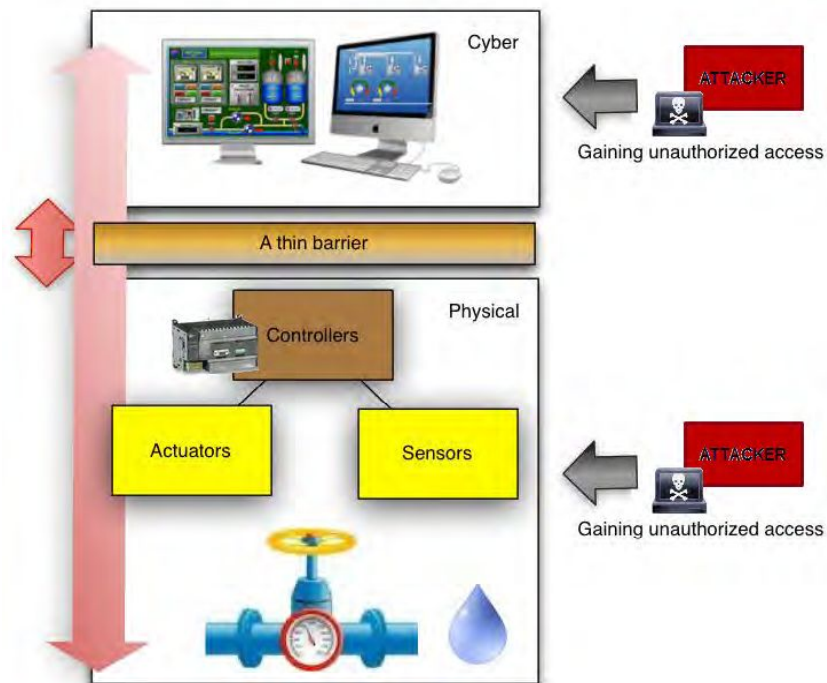 Cyber
ATTACKER
Gaining unauthorized access
A thin barrier
Physical
Controllers
Actuators
Sensors
ATTACKER
Gaining unauthorized access